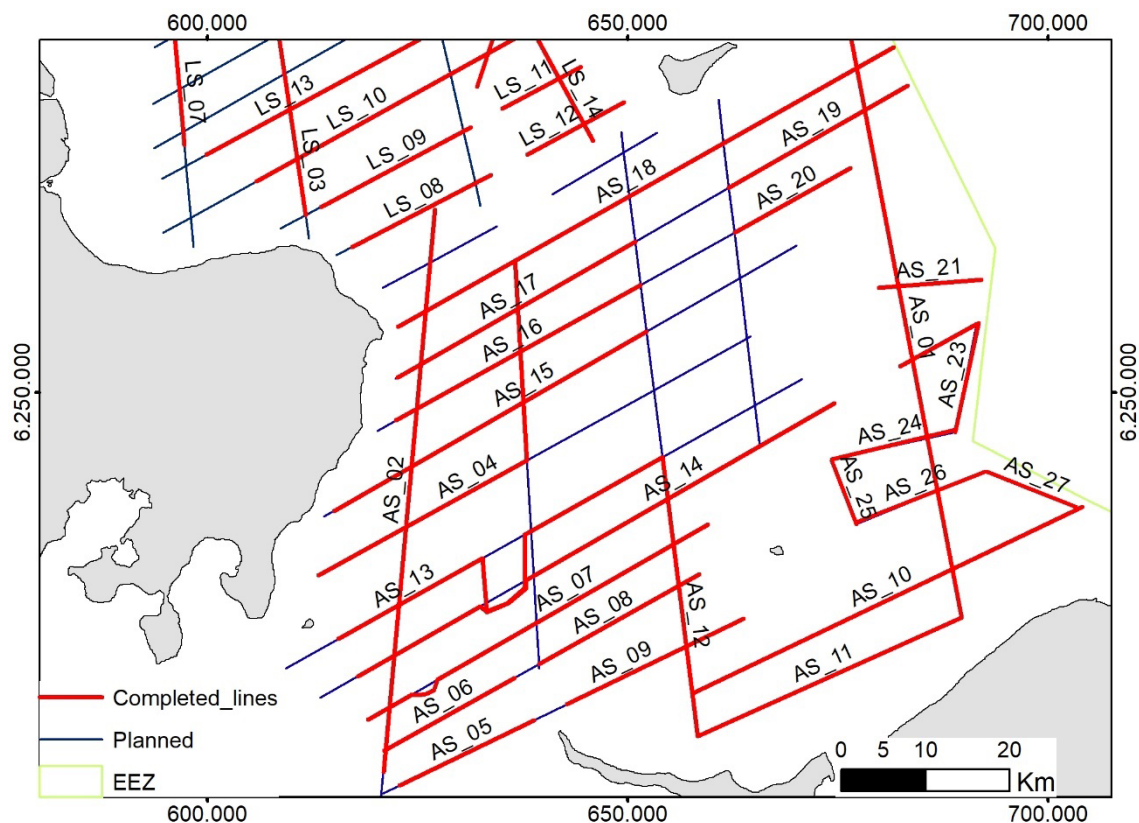 600.000 650.000 700.000
LS_07
LS_13
LS_10
LS_03
LS_09
LS_08
LS_11
LS_14
LS_12
AS_19
AS_18
AS_20
AS_21
AS_17
AS_16
AS_15
AS_01
AS_23
6.250.000
6.250.000
AS_24
AS_02
AS_04
AS_14
AS_25
AS_26
AS_27
AS_13
AS_07
AS_08
AS_12
AS_10
AS_09
AS_11
AS_06
AS_05
Completed_lines
Planned
EEZ
0 5 10 20
Km
600.000 650.000 700.000